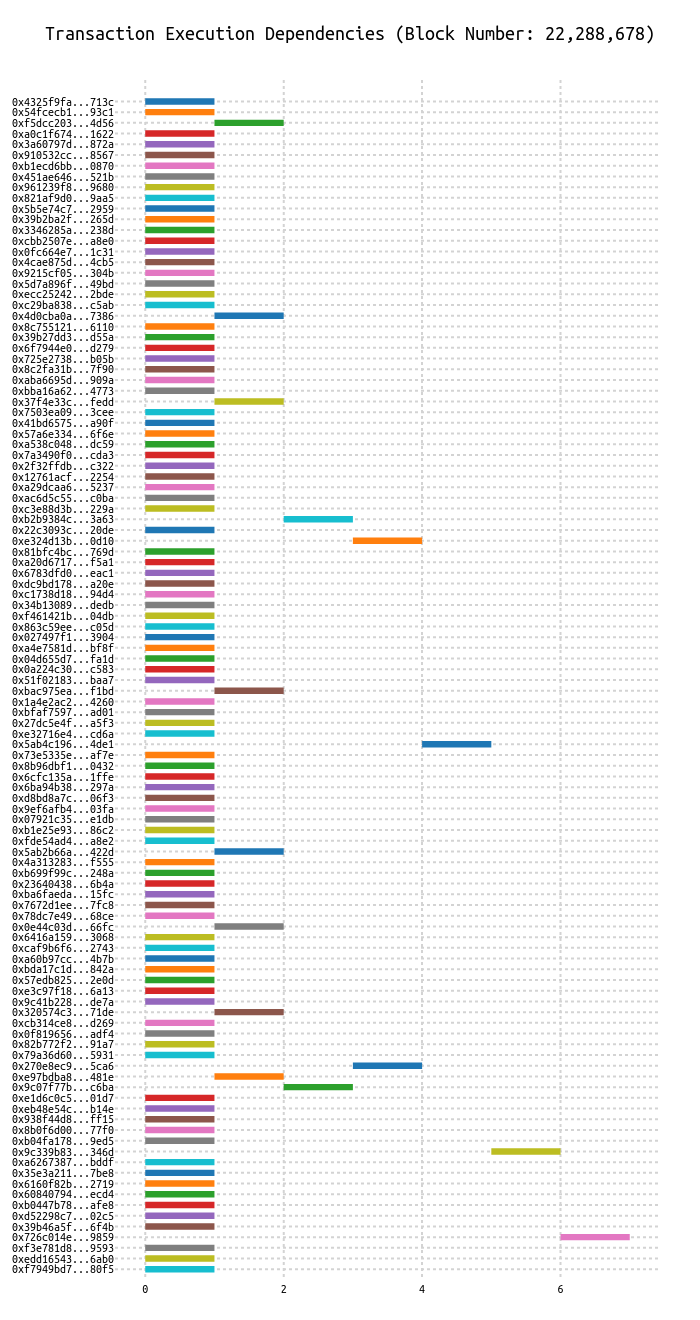 Transaction Execution Dependencies (Block Number: 22,288,678)
0x4325f9fa...713c
0x54fcecb1...93c1
0xf5dcc203...4d56
0xa0c1f674...1622
0x3a60797d...872a
0x910532cc...8567
0xb1ecd6bb...0870
0x451ae646...521b
0x961239f8...9680
0x821af9d0...9aa5
0x5b5e74c7...2959
0x39b2ba2f...265d
0x3346285a...238d
0xcbb2507e...a8e0
0x0fc664e7...1c31
0x4cae875d...4cb5
0x9215cf05...304b
0x5d7a896f...49bd
0xecc25242...2bde
0xc29ba838...c5ab
0x4d0cba0a...7386
0x8c755121...6110
0x39b27dd3...d55a
0x6f7944e0...d279
0x725e2738...b05b
0x8c2fa31b...7f90
0xaba6695d...909a
0xbba16a62...4773
0x37f4e33c...fedd
0x7503ea09...3cee
0x41bd6575...a90f
0x57a6e334...6f6e
0xa538c048...dc59
0x7a3490f0...cda3
0x2f32ffdb...c322
0x12761acf...2254
0xa29dcaa6...5237
0xac6d5c55...c0ba
0xc3e88d3b...229a
0xb2b9384c...3a63
0x22c3093c...20de
0xe324d13b...0d10
0x81bfc4bc...769d
0xa20d6717...f5a1
0x6783dfd0...eac1
0xdc9bd178...a20e
0xc1738d18...94d4
0x34b13089...dedb
0xf461421b...04db
0x863c59ee...c05d
0x027497f1...3904
0xa4e7581d...bf8f
0x04d655d7...fa1d
0x0a224c30...c583
0x51f02183...baa7
0xbac975ea...f1bd
0x1a4e2ac2...4260
0xbfaf7597...ad01
0x27dc5e4f...a5f3
0xe32716e4...cd6a
0x5ab4c196...4de1
0x73e5335e...af7e
0x8b96dbf1...0432
0x6cfc135a...1ffe
0x6ba94b38...297a
0xd8bd8a7c...06f3
0x9ef6afb4...03fa
0x07921c35...e1db
0xb1e25e93...86c2
0xfde54ad4...a8e2
0x5ab2b66a...422d
0x4a313283...f555
0xb699f99c...248a
0x23640438...6b4a
0xba6faeda...15fc
0x7672d1ee...7fc8
0x78dc7e49...68ce
0x0e44c03d...66fc
0x6416a159...3068
0xcaf9b6f6...2743
0xa60b97cc...4b7b
0xbda17c1d...842a
0x57edb825...2e0d
0xe3c97f18...6a13
0x9c41b228...de7a
0x320574c3...71de
0xcb314ce8...d269
0x0f819656...adf4
0x82b772f2...91a7
0x79a36d60...5931
0x270e8ec9...5ca6
0xe97bdba8...481e
0x9c07f77b...c6ba
0xe1d6c0c5...01d7
0xeb48e54c...b14e
0x938f44d8...ff15
0x8b0f6d00...77f0
0xb04fa178...9ed5
0x9c339b83...346d
0xa6267387...bddf
0x35e3a211...7be8
0x6160f82b...2719
0x60840794...ecd4
0xb0447b78...afe8
0xd52298c7...02c5
0x39b46a5f...6f4b
0x726c014e...9859
0xf3e781d8...9593
0xedd16543...6ab0
0xf7949bd7...80f5
0 2 4 6